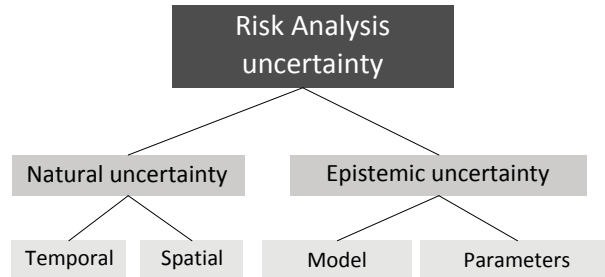 Risk Analysis
uncertainty
Natural uncertainty
Epistemic uncertainty
Temporal
Spatial
Model
Parameters